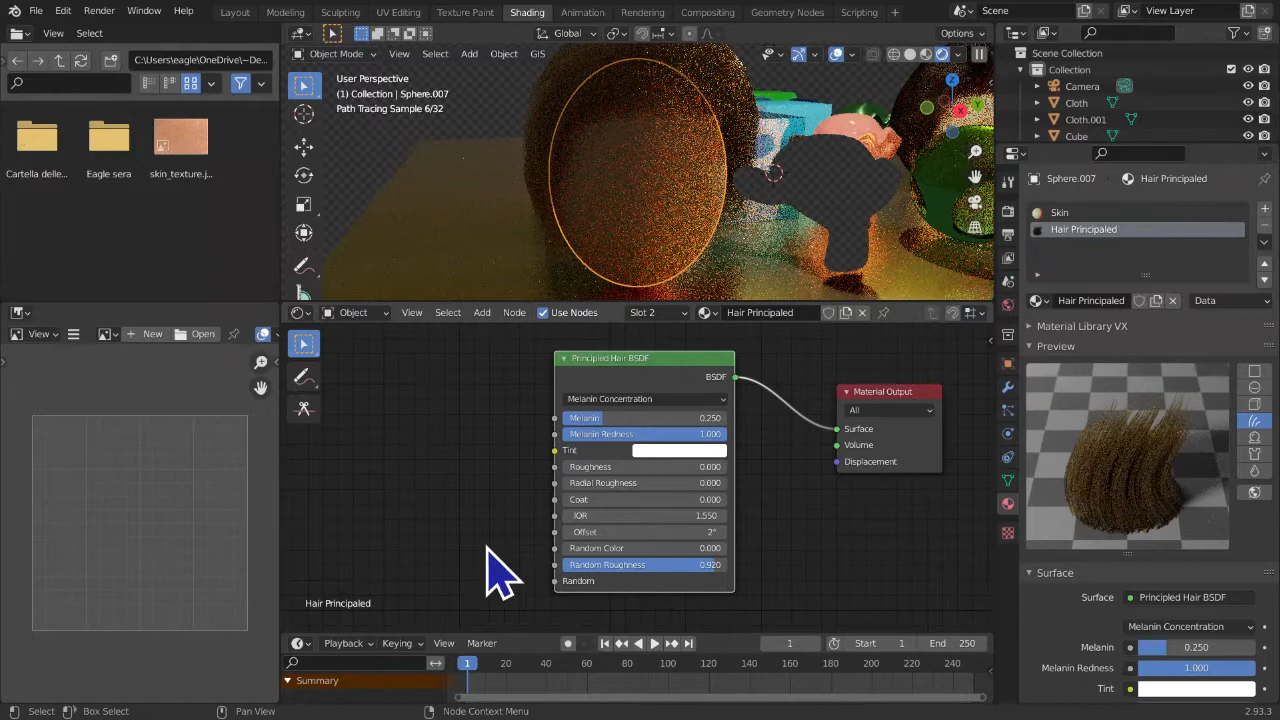 File Edit Render Window Help Layout Modeling Sculpting UV Editing Texture Paint Shading Animation Rendering Compositing Geometry Nodes Scripting + Scene View Layer
View Select
C:\Users\eagle\OneDrive\~De...
Cartella delle... Eagle sera skin_texture.j...
Global Options
Object Mode View Select Add Object GIS
User Perspective
(1) Collection | Sphere.007
Path Tracing Sample 6/32
Scene Collection
Collection
Camera
Cloth
Cloth.001
Cube
Sphere.007 Hair Principaled
Skin
Hair Principaled
Hair Principaled Data
Material Library VX
Preview
Surface
Surface Principled Hair BSDF
Melanin Concentration
Melanin 0.250
Melanin Redness 1.000
Tint
View + New Open
Object View Select Add Node Use Nodes Slot 2 Hair Principaled
Principled Hair BSDF
BSDF
Melanin Concentration
Melanin 0.250
Melanin Redness 1.000
Tint
Roughness 0.000
Radial Roughness 0.000
Coat 0.000
IOR 1.550
Offset 2°
Random Color 0.000
Random Roughness 0.920
Random
Material Output
All
Surface
Volume
Displacement
Hair Principaled
Playback Keying View Marker 1 Start 1 End 250
1 20 40 60 80 100 120 140 160 180 200 220 240
Summary
Select Box Select Pan View Node Context Menu 2.93.3